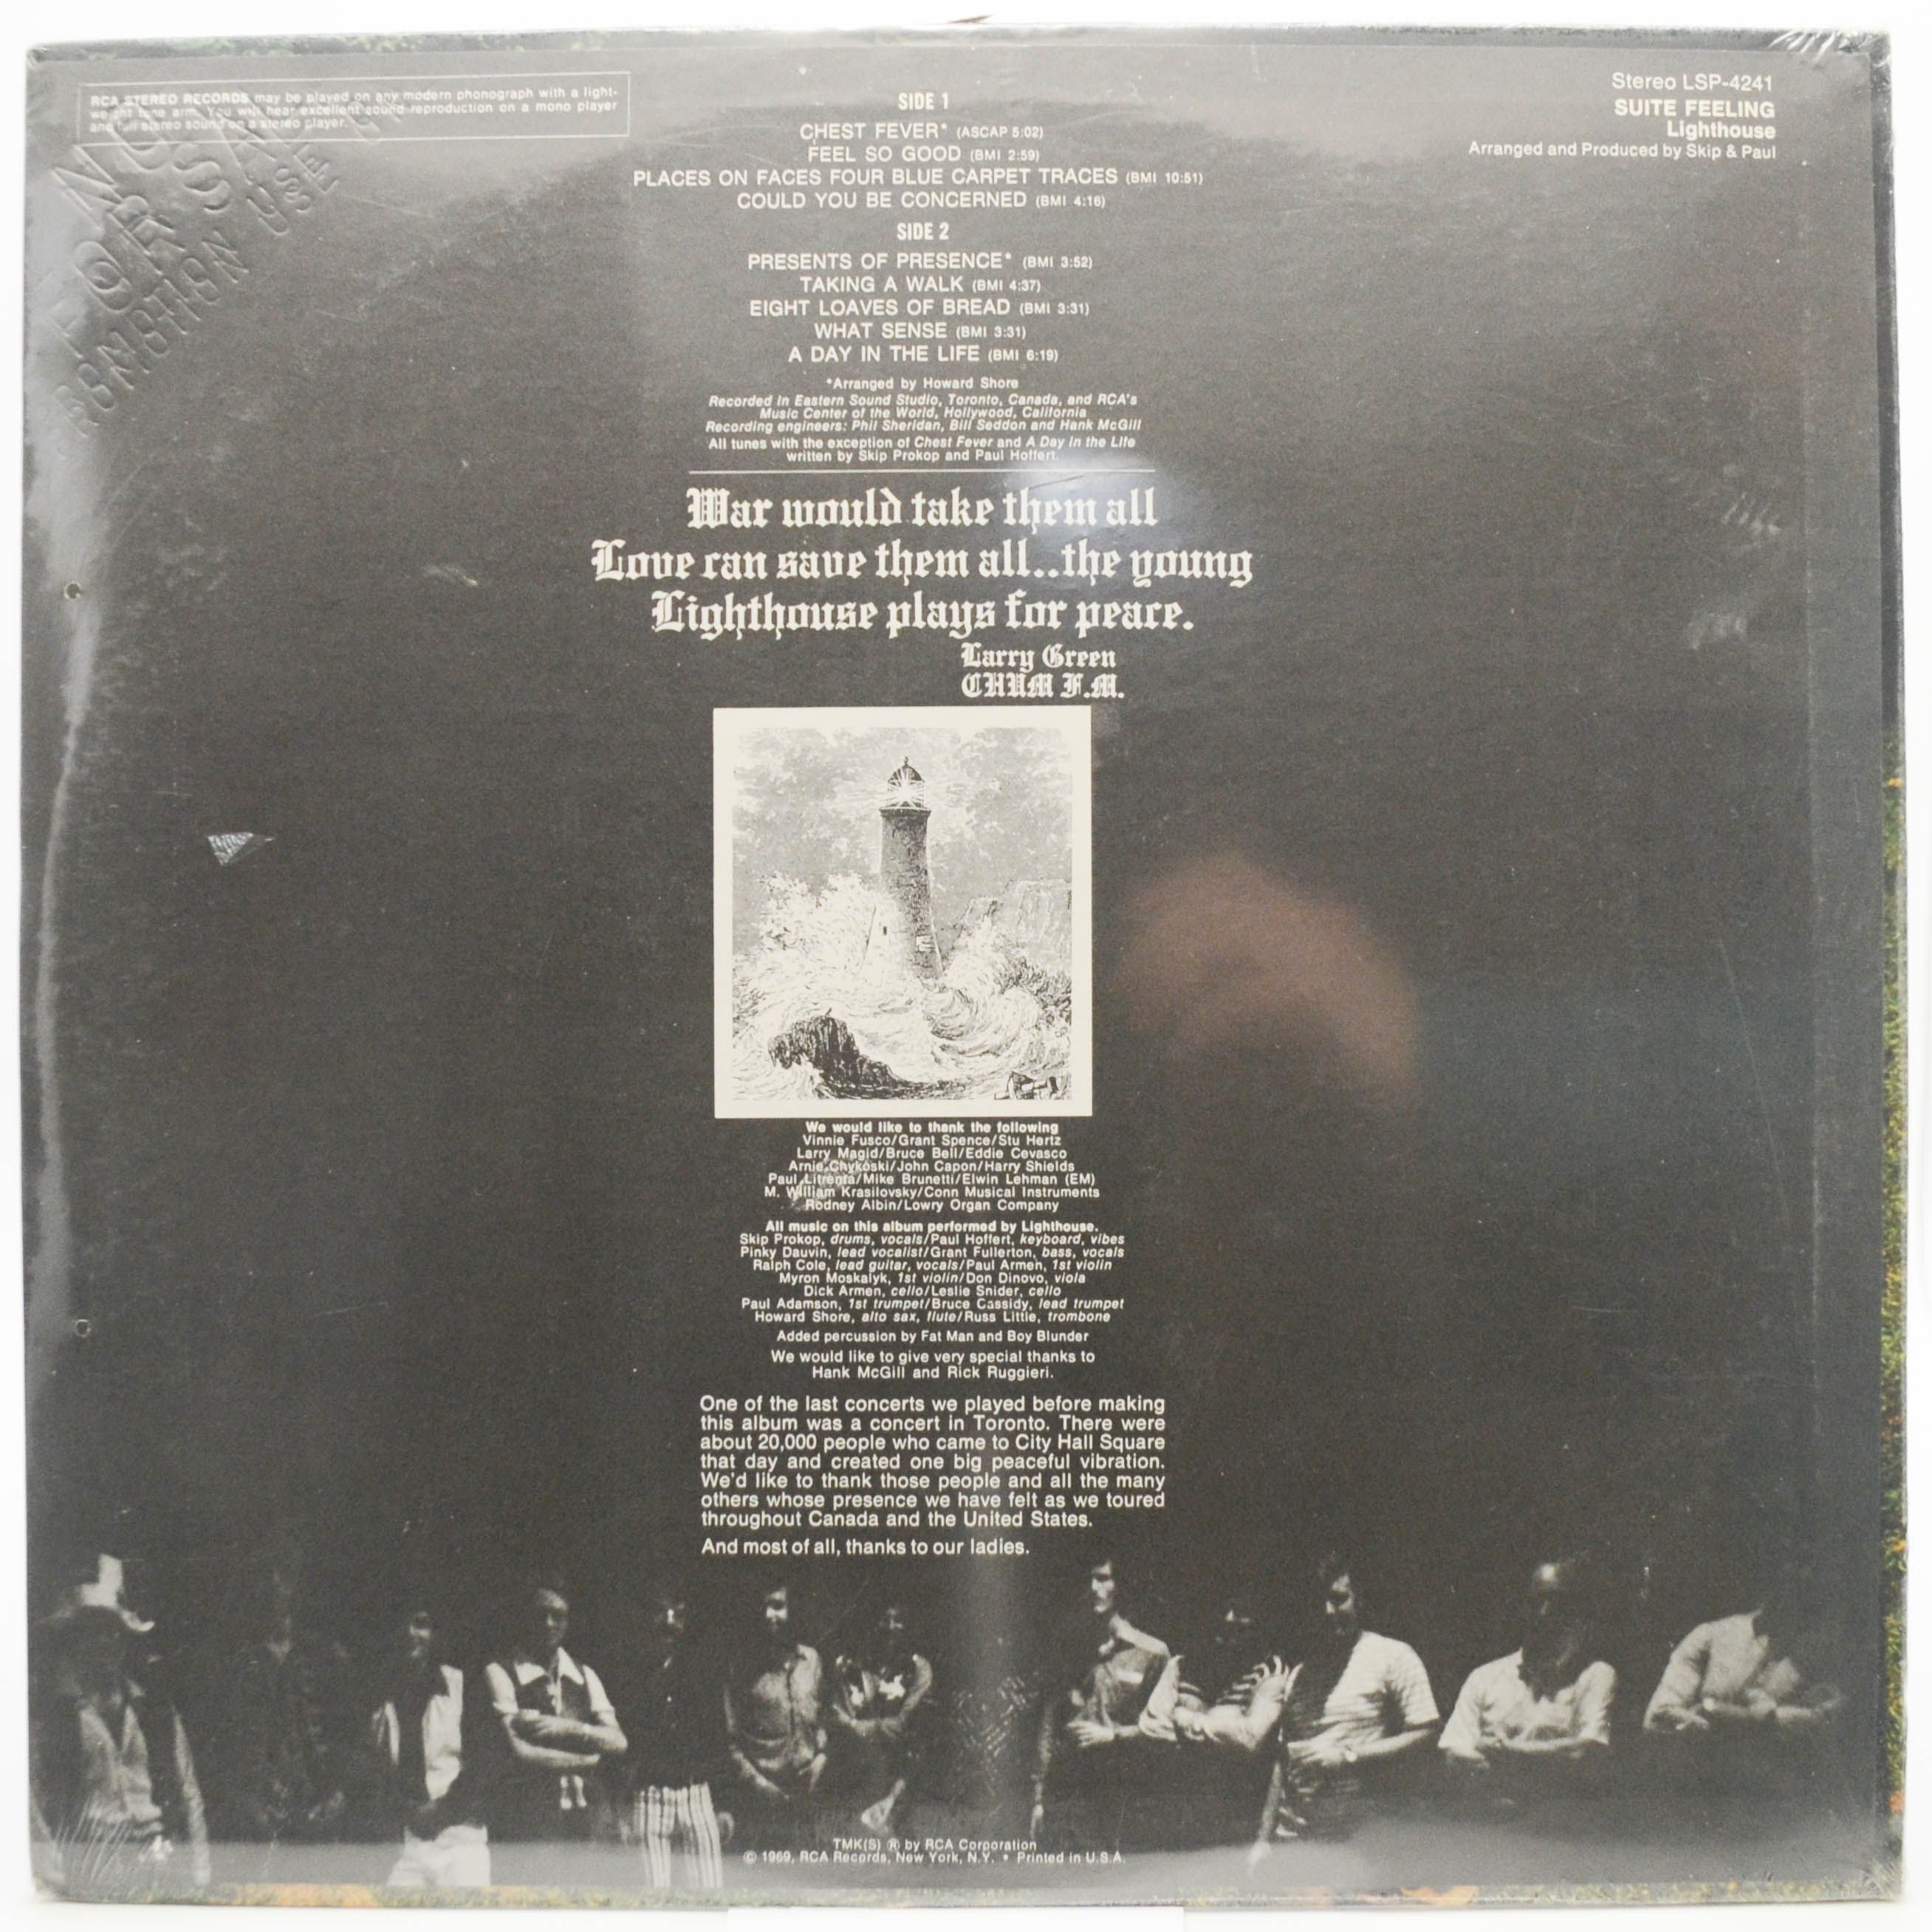 RCA STEREO RECORDS may be played on any modern phonograph with a light-
weight tone arm. You will hear excellent sound reproduction on a mono player
and full stereo sound on a stereo player.
NOT
FOR SALE
Stereo LSP-4241
SUITE FEELING
Lighthouse
Arranged and Produced by Skip & Paul
SIDE 1
CHEST FEVER* (ASCAP 5:02)
FEEL SO GOOD (BMI 2:59)
PLACES ON FACES FOUR BLUE CARPET TRACES (BMI 10:51)
COULD YOU BE CONCERNED (BMI 4:16)
SIDE 2
PRESENTS OF PRESENCE* (BMI 3:52)
TAKING A WALK (BMI 4:37)
EIGHT LOAVES OF BREAD (BMI 3:31)
WHAT SENSE (BMI 3:31)
A DAY IN THE LIFE (BMI 6:19)
*Arranged by Howard Shore
Recorded in Eastern Sound Studio, Toronto, Canada, and RCA's
Music Center of the World, Hollywood, California
Recording engineers: Phil Sheridan, Bill Seddon and Hank McGill
All tunes with the exception of Chest Fever and A Day in the Life
written by Skip Prokop and Paul Hoffert.
War would take them all
Love can save them all..the young
Lighthouse plays for peace.
Larry Green
CHUM F.M.
We would like to thank the following
Vinnie Fusco/Grant Spence/Stu Hertz
Larry Magid/Bruce Bell/Eddie Cevasco
Arnie Chykoski/John Capon/Harry Shields
Paul Litrenta/Mike Brunetti/Elwin Lehman (EM)
M. William Krasilovsky/Conn Musical Instruments
Rodney Albin/Lowry Organ Company
All music on this album performed by Lighthouse.
Skip Prokop, drums, vocals/Paul Hoffert, keyboard, vibes
Pinky Dauvin, lead vocalist/Grant Fullerton, bass, vocals
Ralph Cole, lead guitar, vocals/Paul Armen, 1st violin
Myron Moskalyk, 1st violin/Don Dinovo, viola
Dick Armen, cello/Leslie Snider, cello
Paul Adamson, 1st trumpet/Bruce Cassidy, lead trumpet
Howard Shore, alto sax, flute/Russ Little, trombone
Added percussion by Fat Man and Boy Blunder
We would like to give very special thanks to
Hank McGill and Rick Ruggieri.
One of the last concerts we played before making
this album was a concert in Toronto. There were
about 20,000 people who came to City Hall Square
that day and created one big peaceful vibration.
We'd like to thank those people and all the many
others whose presence we have felt as we toured
throughout Canada and the United States.
And most of all, thanks to our ladies.
TMK(S) ® by RCA Corporation
© 1969, RCA Records, New York, N.Y. • Printed in U.S.A.